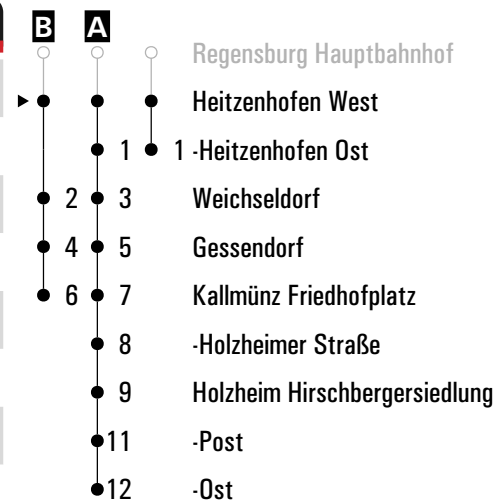 B A
Regensburg Hauptbahnhof
Heitzenhofen West
1 1 -Heitzenhofen Ost
2 3 Weichseldorf
4 5 Gessendorf
6 7 Kallmünz Friedhofplatz
8 -Holzheimer Straße
9 Holzheim Hirschbergersiedlung
11 -Post
12 -Ost